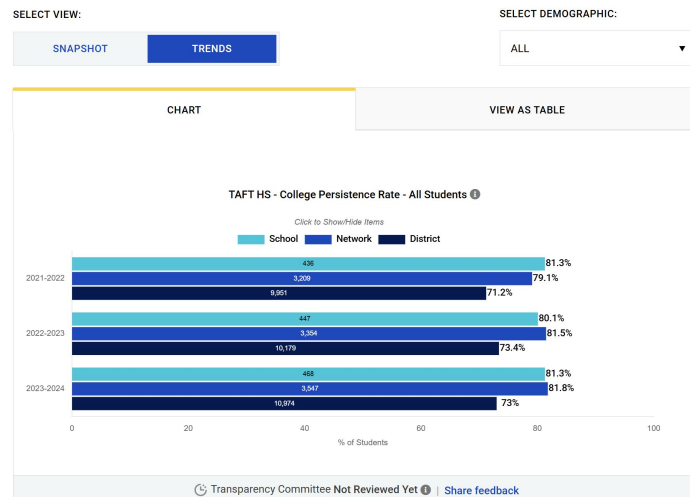 SELECT VIEW:
SELECT DEMOGRAPHIC:
SNAPSHOT
TRENDS
ALL
CHART
VIEW AS TABLE
TAFT HS - College Persistence Rate - All Students
Click to Show/Hide Items
School Network District
2021-2022
436 81.3%
3,209 79.1%
9,951 71.2%
2022-2023
447 80.1%
3,354 81.5%
10,179 73.4%
2023-2024
468 81.3%
3,547 81.8%
10,974 73%
0 20 40 60 80 100
% of Students
Transparency Committee Not Reviewed Yet | Share feedback